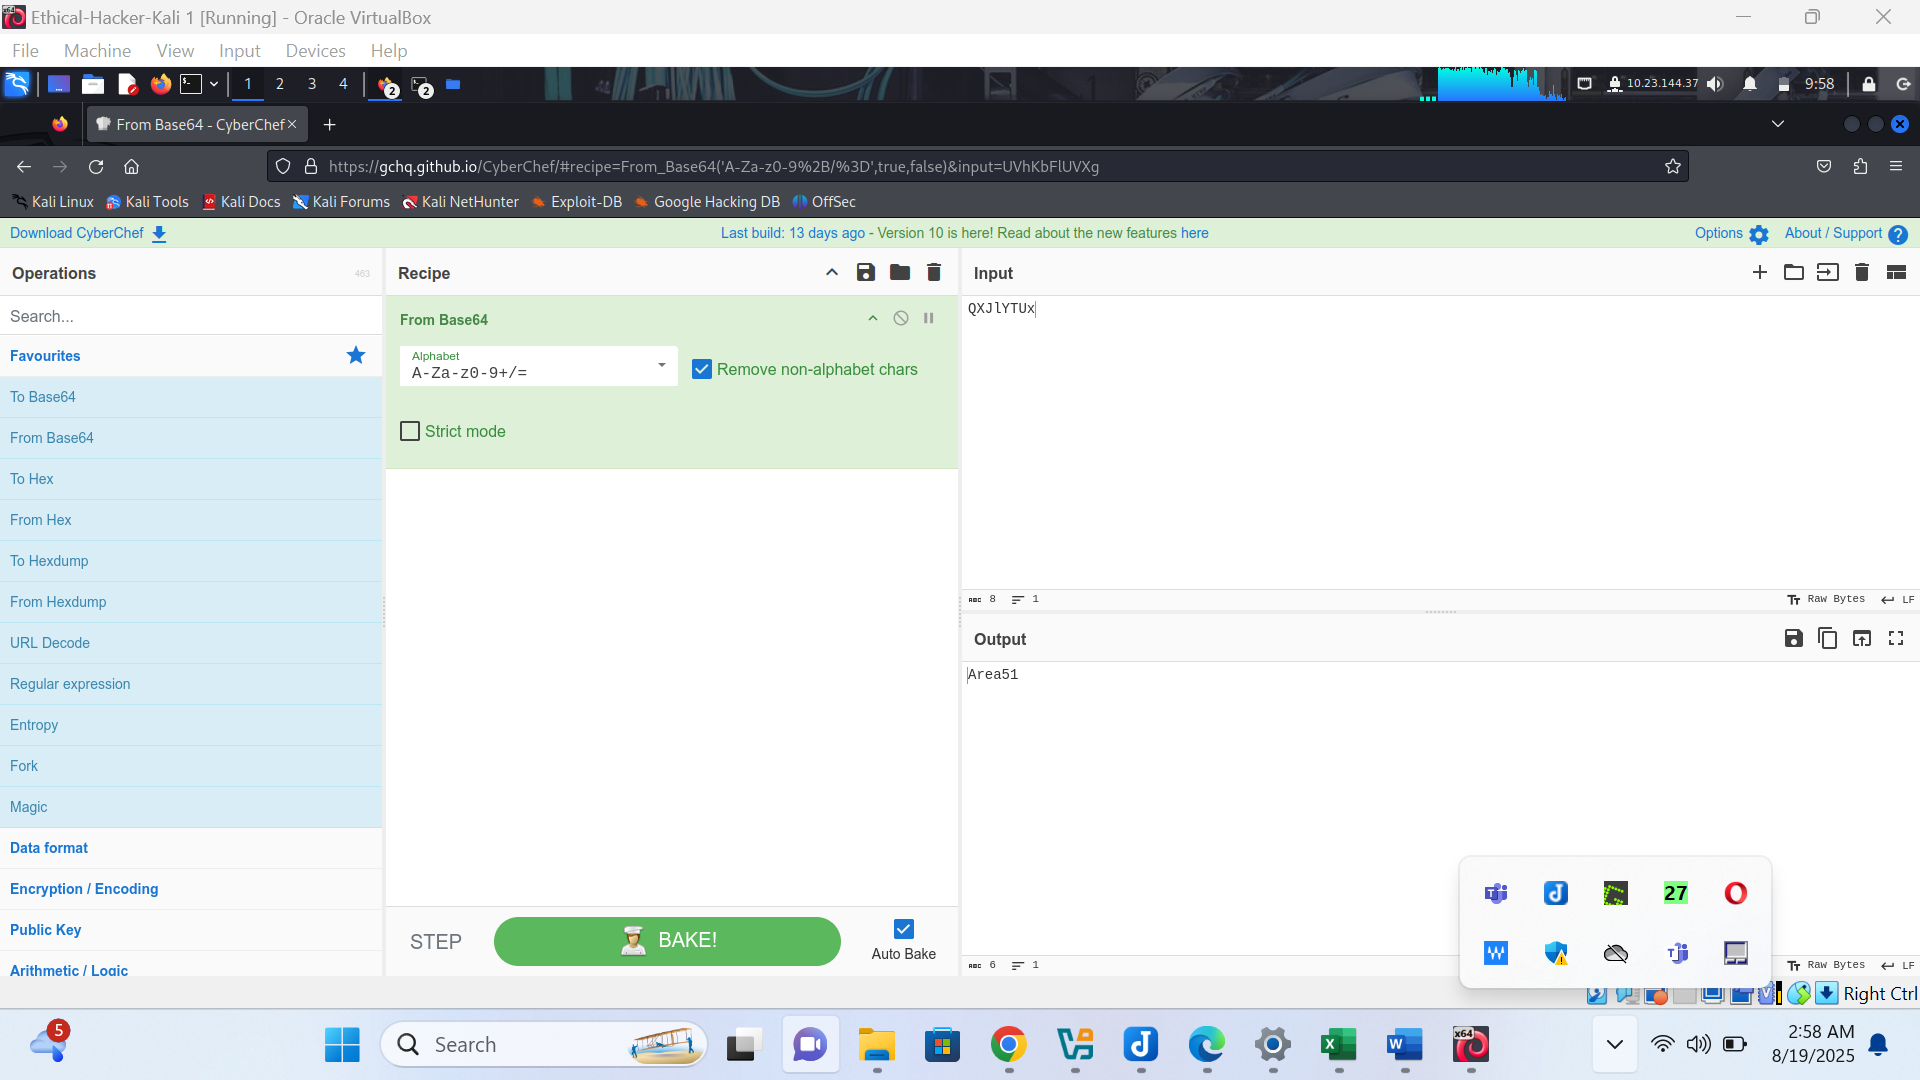 Ethical-Hacker-Kali 1 [Running] - Oracle VirtualBox
File Machine View Input Devices Help
1 2 3 4 2 2 10.23.144.37 9:58
From Base64 - CyberChef
https://gchq.github.io/CyberChef/#recipe=From_Base64('A-Za-z0-9%2B/%3D',true,false)&input=UVhKbFlUVXg
Kali Linux Kali Tools Kali Docs Kali Forums Kali NetHunter Exploit-DB Google Hacking DB OffSec
Download CyberChef Last build: 13 days ago - Version 10 is here! Read about the new features here Options About / Support
Operations 463 Recipe Input
Search...
From Base64
QXJlYTUx
Favourites
Alphabet
A-Za-z0-9+/=
Remove non-alphabet chars
To Base64
From Base64
Strict mode
To Hex
From Hex
To Hexdump
From Hexdump
ABC 8 1 Raw Bytes LF
URL Decode
Output
Regular expression
Area51
Entropy
Fork
Magic
Data format
Encryption / Encoding
27
Public Key
STEP BAKE! Auto Bake
Arithmetic / Logic
ABC 6 1 Raw Bytes LF
Right Ctrl
5 Search 2:58 AM
8/19/2025
x64